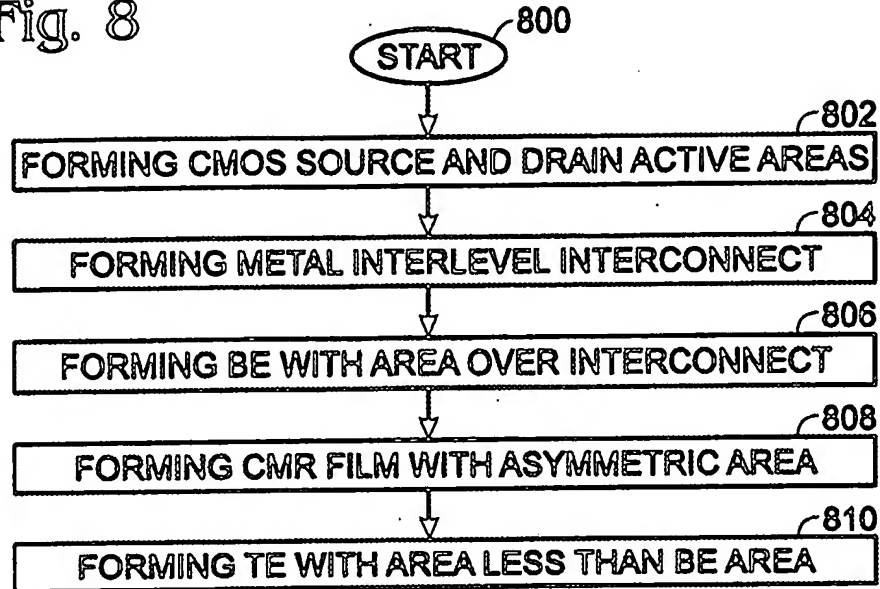 Fig. 8
800
START
802
FORMING CMOS SOURCE AND DRAIN ACTIVE AREAS
804
FORMING METAL INTERLEVEL INTERCONNECT
806
FORMING BE WITH AREA OVER INTERCONNECT
808
FORMING CMR FILM WITH ASYMMETRIC AREA
810
FORMING TE WITH AREA LESS THAN BE AREA